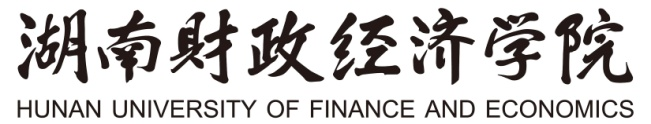 湖南财政经济学院
HUNAN UNIVERSITY OF FINANCE AND ECONOMICS